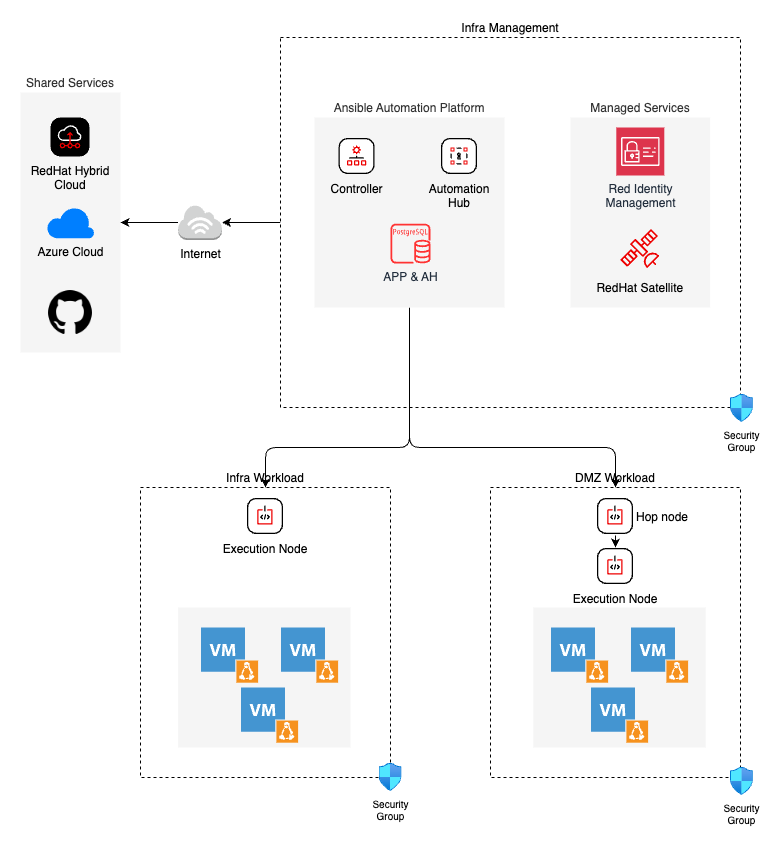 Infra Management
Shared Services
RedHat Hybrid
Cloud
Azure Cloud
Internet
Ansible Automation Platform
Controller
Automation
Hub
PostgreSQL
APP & AH
Managed Services
Red Identity
Management
RedHat Satellite
Security
Group
Infra Workload
Execution Node
VM
VM
VM
Security
Group
DMZ Workload
Hop node
Execution Node
VM
VM
VM
Security
Group